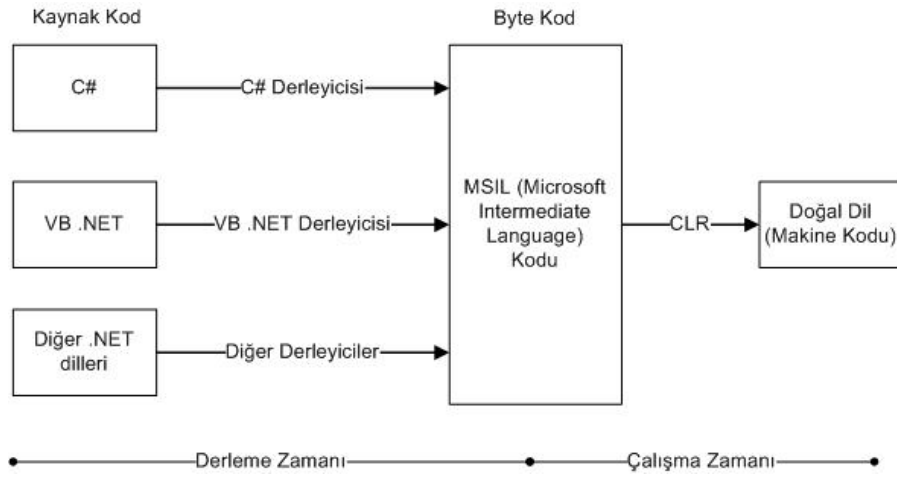 Kaynak Kod
Byte Kod
C#
C# Derleyicisi
VB .NET
VB .NET Derleyicisi
MSIL (Microsoft
Intermediate
Language)
Kodu
CLR
Doğal Dil
(Makine Kodu)
Diğer .NET
dilleri
Diğer Derleyiciler
Derleme Zamanı
Çalışma Zamanı